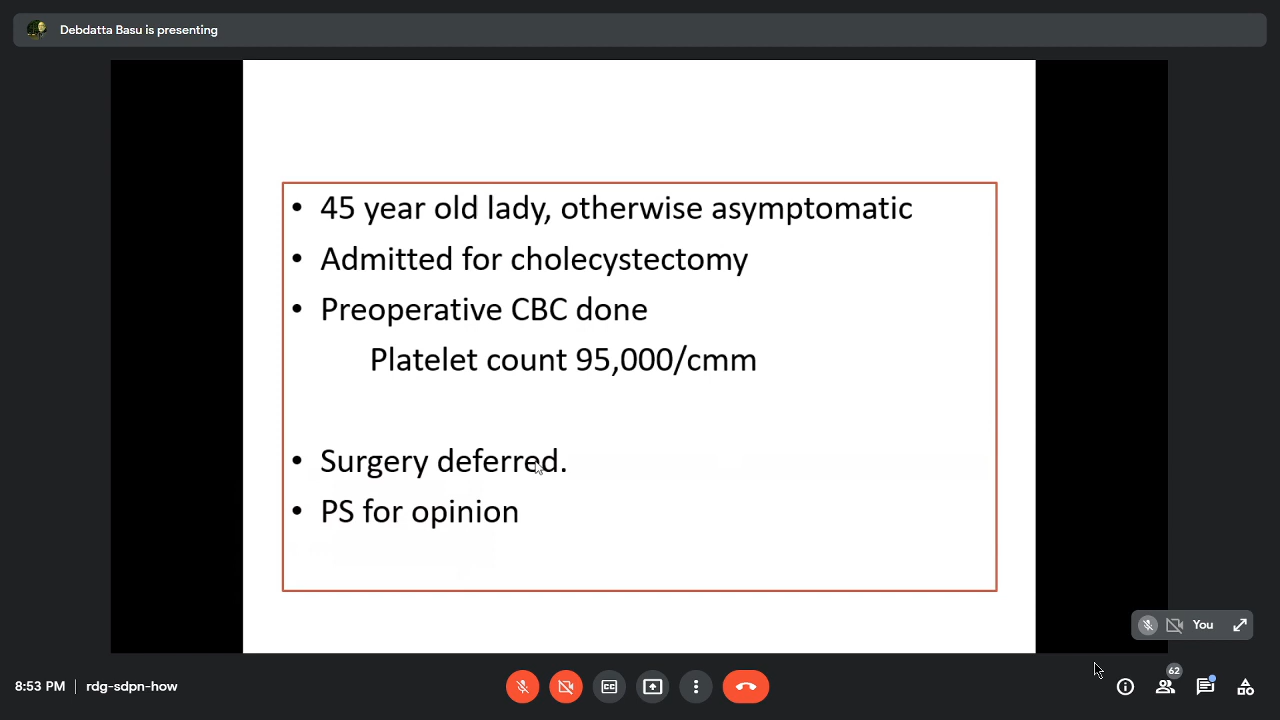 Debdatta Basu is presenting
• 45 year old lady, otherwise asymptomatic
• Admitted for cholecystectomy
• Preoperative CBC done
Platelet count 95,000/cmm
• Surgery deferred.
• PS for opinion
You
62
8:53 PM | rdg-sdpn-how
CC